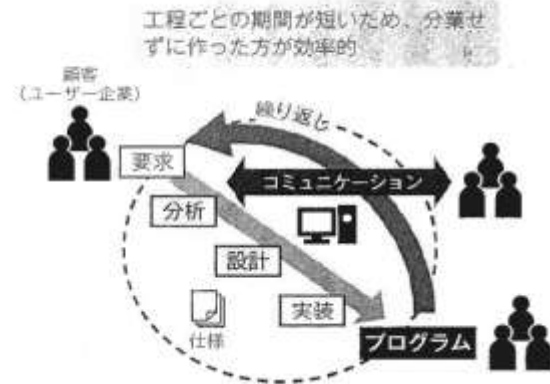 工程ごとの期間が短いため、分業せ
ずに作った方が効率的
顧客
（ユーザー企業）
繰り返し
要求
コミュニケーション
分析
設計
実装
仕様
プログラム